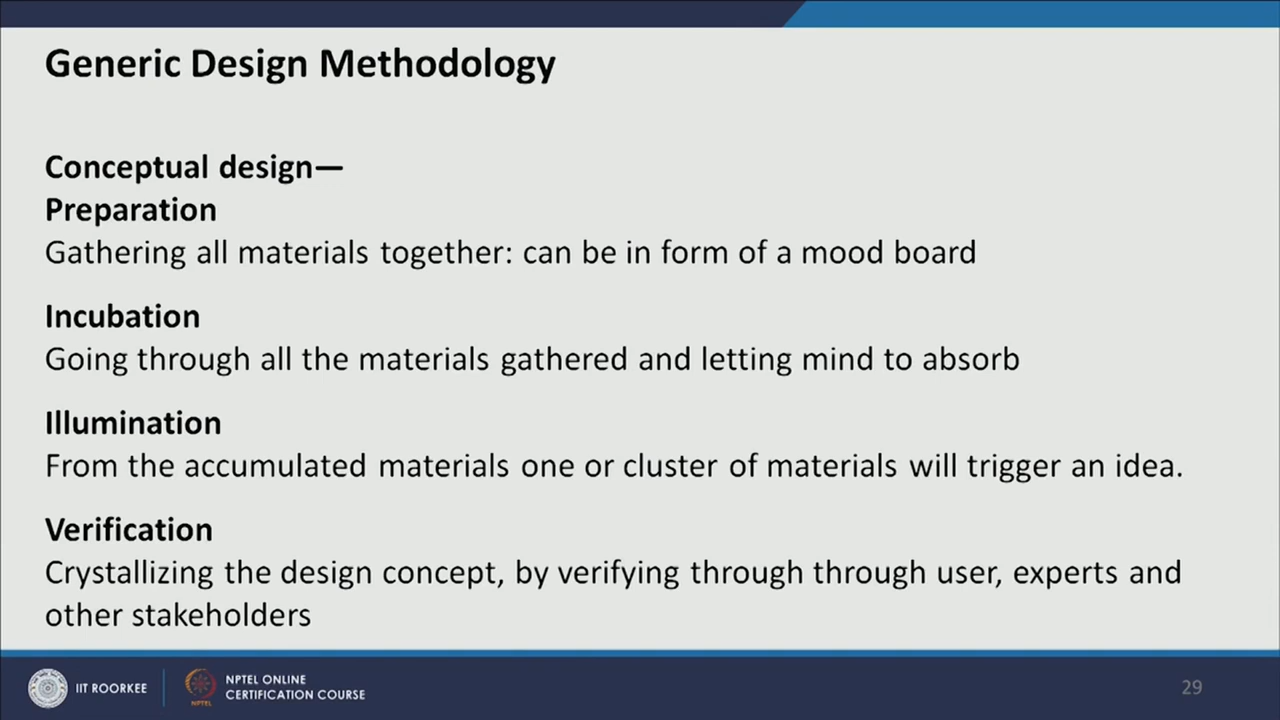 Generic Design Methodology
Conceptual design—
Preparation
Gathering all materials together: can be in form of a mood board
Incubation
Going through all the materials gathered and letting mind to absorb
Illumination
From the accumulated materials one or cluster of materials will trigger an idea.
Verification
Crystallizing the design concept, by verifying through through user, experts and
other stakeholders
IIT ROORKEE
NPTEL
NPTEL ONLINE
CERTIFICATION COURSE
29